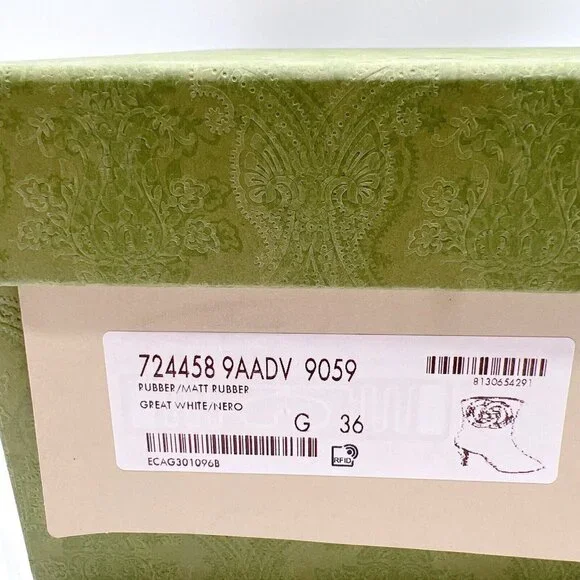 724458 9AADV 9059
RUBBER/MATT RUBBER
GREAT WHITE/NERO
G 36
8130654291
ECAG301096B
RFID